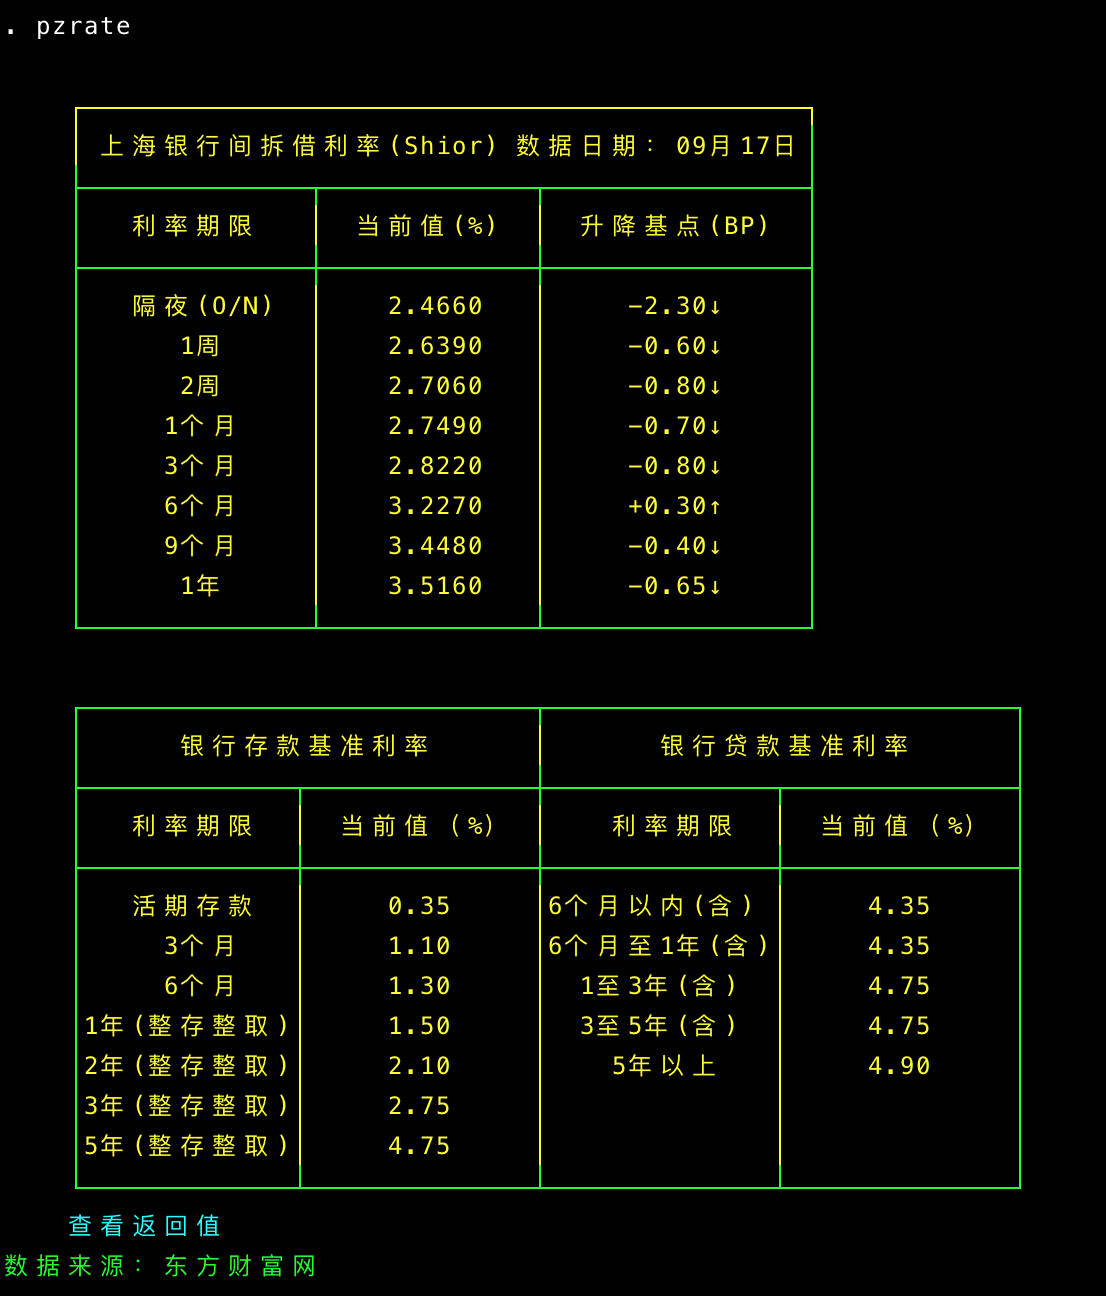 . pzrate
上海银行间拆借利率(Shior) 数据日期：09月17日
利率期限 当前值(%) 升降基点(BP)
隔夜(O/N) 2.4660 -2.30↓
1周 2.6390 -0.60↓
2周 2.7060 -0.80↓
1个月 2.7490 -0.70↓
3个月 2.8220 -0.80↓
6个月 3.2270 +0.30↑
9个月 3.4480 -0.40↓
1年 3.5160 -0.65↓
银行存款基准利率 银行贷款基准利率
利率期限 当前值（%） 利率期限 当前值（%）
活期存款 0.35 6个月以内(含) 4.35
3个月 1.10 6个月至1年(含) 4.35
6个月 1.30 1至3年(含) 4.75
1年(整存整取) 1.50 3至5年(含) 4.75
2年(整存整取) 2.10 5年以上 4.90
3年(整存整取) 2.75
5年(整存整取) 4.75
查看返回值
数据来源：东方财富网